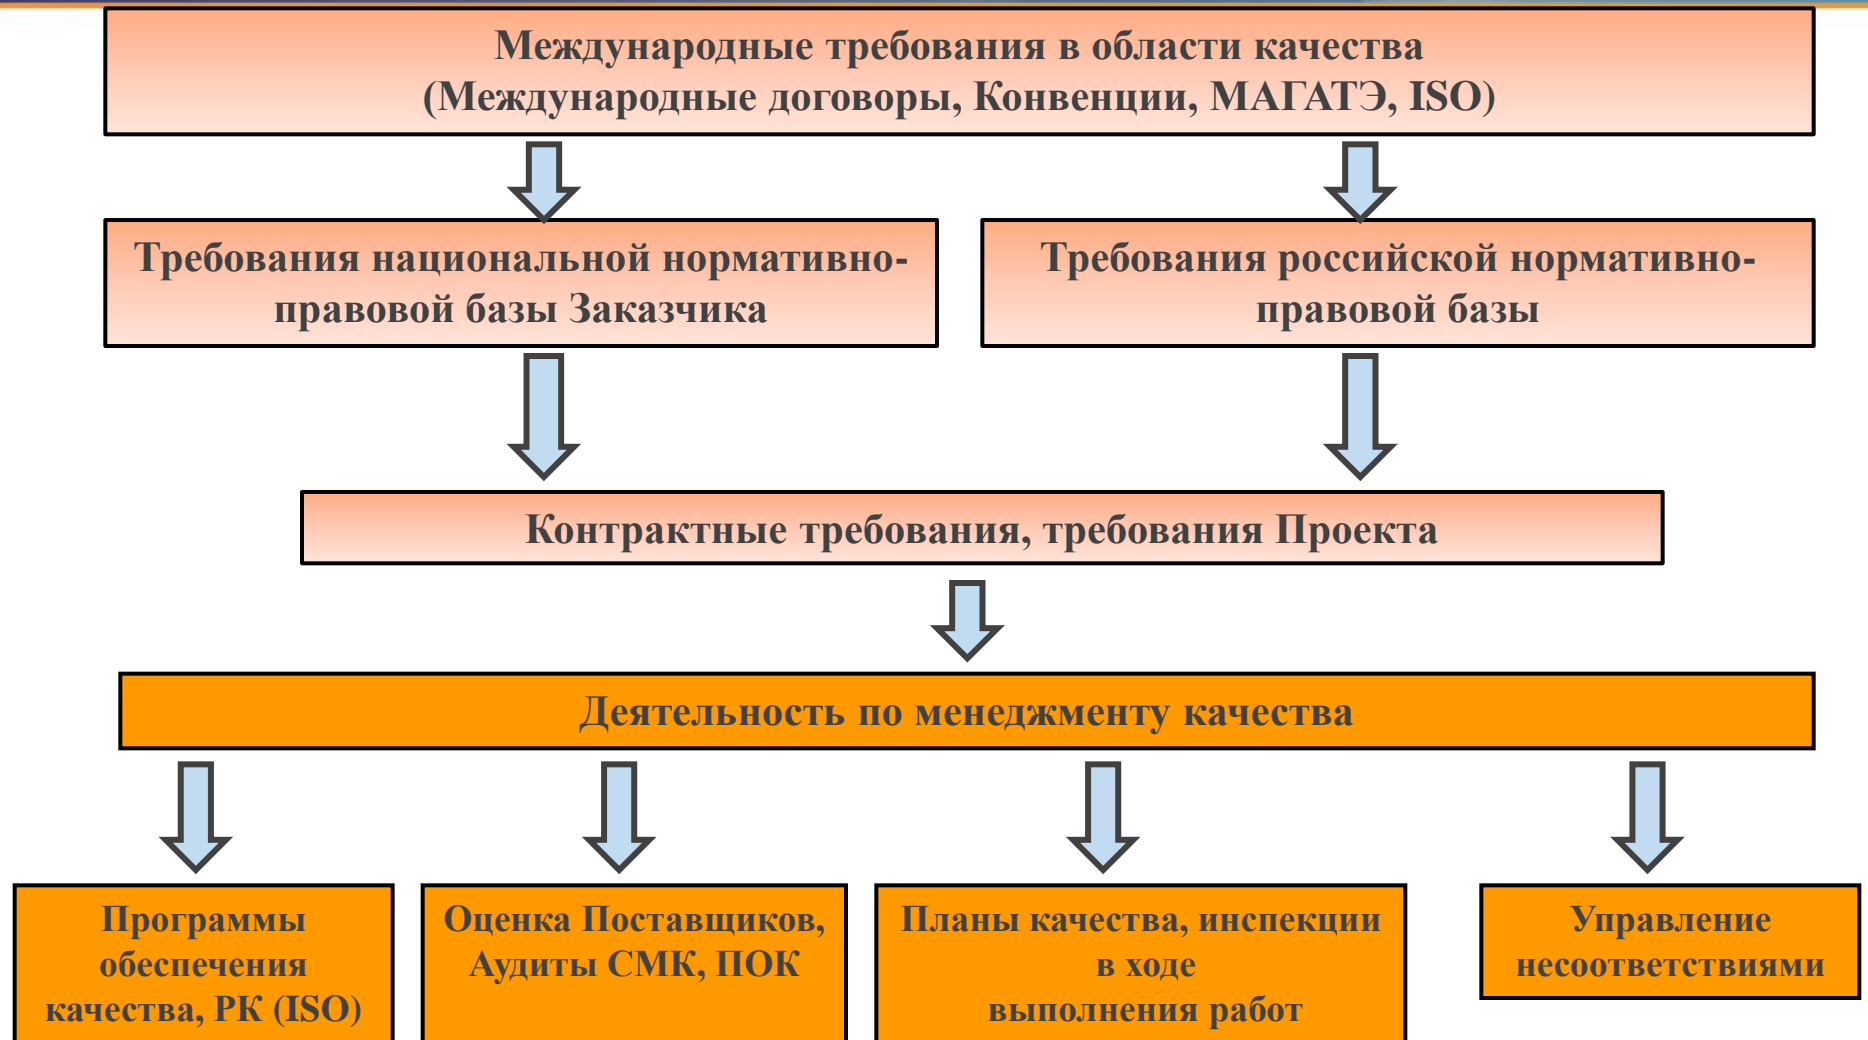 Международные требования в области качества
(Международные договоры, Конвенции, МАГАТЭ, ISO)
Требования национальной нормативно-
правовой базы Заказчика
Требования российской нормативно-
правовой базы
Контрактные требования, требования Проекта
Деятельность по менеджменту качества
Программы
обеспечения
качества, РК (ISO)
Оценка Поставщиков,
Аудиты СМК, ПОК
Планы качества, инспекции
в ходе
выполнения работ
Управление
несоответствиями